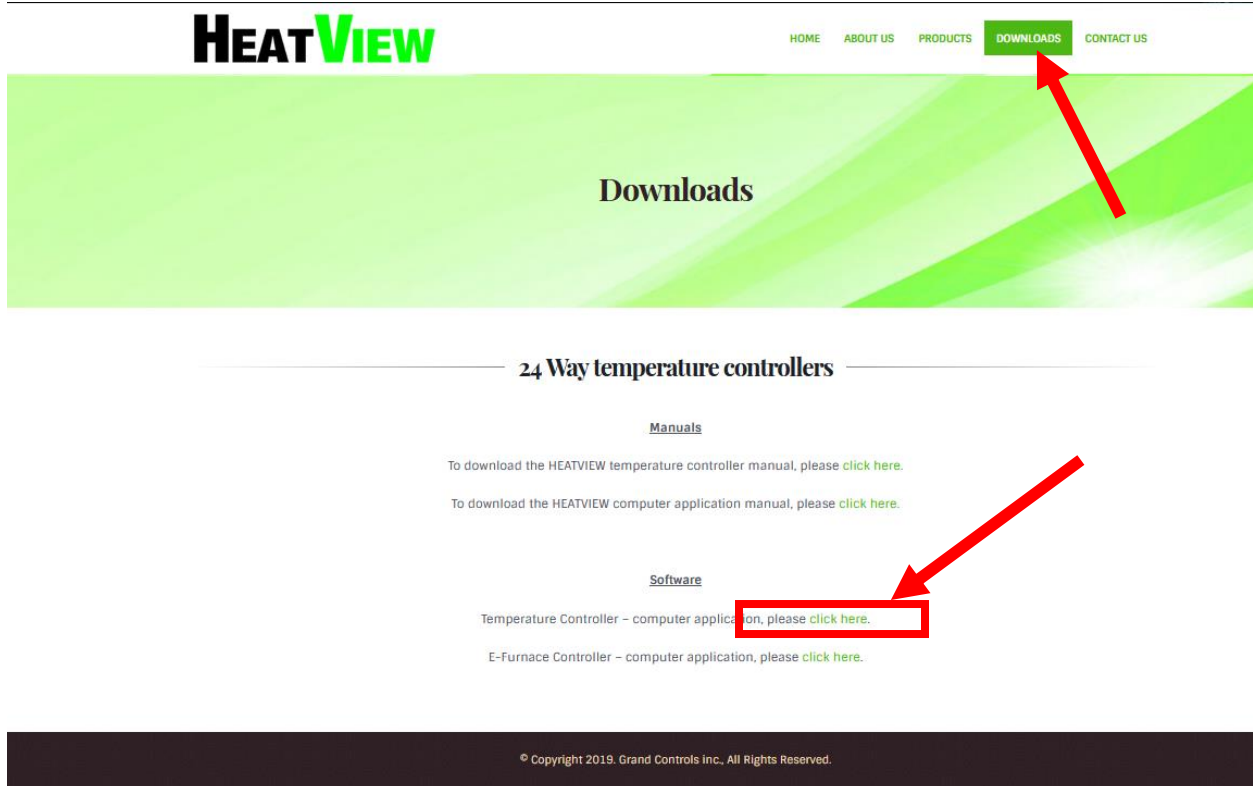 HEATVIEW
HOME ABOUT US PRODUCTS DOWNLOADS CONTACT US
Downloads
24 Way temperature controllers
Manuals
To download the HEATVIEW temperature controller manual, please click here.
To download the HEATVIEW computer application manual, please click here.
Software
Temperature Controller – computer application, please click here.
E-Furnace Controller – computer application, please click here.
© Copyright 2019. Grand Controls inc., All Rights Reserved.